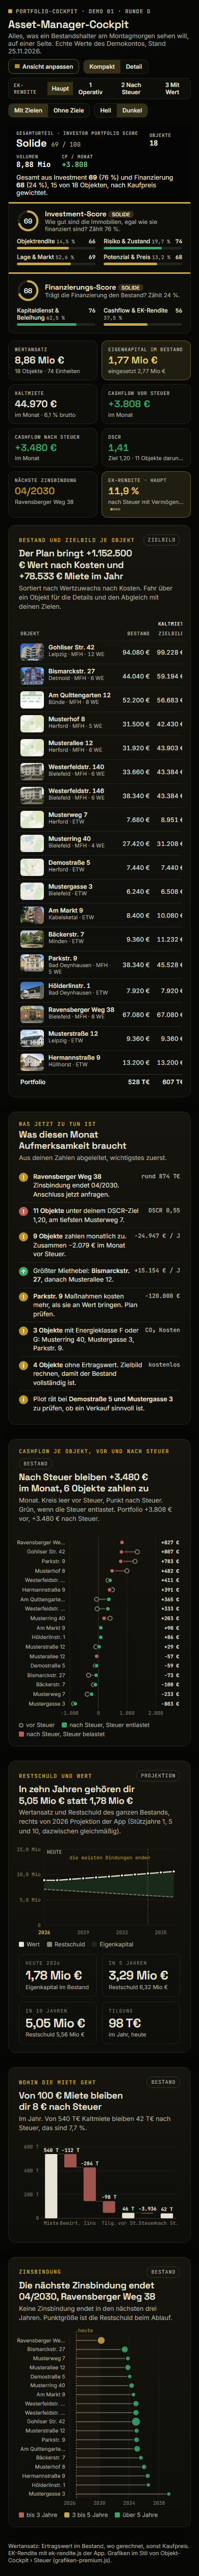 PORTFOLIO-COCKPIT · DEMO 01 · RUNDE D
Asset-Manager-Cockpit
Alles, was ein Bestandshalter am Montagmorgen sehen will, auf einer Seite. Echte Werte des Demokontos, Stand 25.11.2026.
Ansicht anpassen
Kompakt Detail
EK-RENDITE Haupt 1 Objekte Operativ 2 Nach Steuer 3 Mit Wert
Mit Zielen Ohne Ziele Hell Dunkel
GESAMTURTEIL · INVESTOR PORTFOLIO SCORE
Solide 69 / 100
OBJEKTE
18
VOLUMEN
8,88 Mio
CF / MONAT
+3.808
Gesamt aus Investment 69 (76 %) und Finanzierung 68 (24 %), 15 von 18 Objekten, nach Kaufpreis gewichtet.
69
Investment-Score SOLIDE
Wie gut sind die Immobilien, egal wie sie finanziert sind? Zählt 76 %.
Objektrendite 14,5 % 66
Risiko & Zustand 19,7 % 74
Lage & Markt 52,6 % 69
Potenzial & Preis 13,2 % 68
68
Finanzierungs-Score SOLIDE
Trägt die Finanzierung den Bestand? Zählt 24 %.
Kapitaldienst & Beleihung 62,5 % 76
Cashflow & EK-Rendite 37,5 % 56
WERTANSATZ
8,86 Mio €
18 Objekte · 74 Einheiten
EIGENKAPITAL IM BESTAND
1,77 Mio €
eingesetzt 2,77 Mio €
KALTMIETE
44.970 €
im Monat · 6,1 % brutto
CASHFLOW VOR STEUER
+3.808 €
im Monat
CASHFLOW NACH STEUER
+3.480 €
im Monat
DSCR
1,41
Ziel 1,20 · 11 Objekte darun...
NÄCHSTE ZINSBINDUNG
04/2030
Ravensberger Weg 38
EK-RENDITE · HAUPT
11,9 %
nach Steuer mit Vermögen...
BESTAND UND ZIELBILD JE OBJEKT
ZIELBILD
Der Plan bringt +1.152.500 € Wert nach Kosten und +78.533 € Miete im Jahr
Sortiert nach Wertzuwachs nach Kosten. Fahr über ein Objekt für die Details und den Abgleich mit deinen Zielen.
KALTMIET
OBJEKT BESTAND ZIELBILD
Gohliser Str. 42 94.080 € 99.228 €
Leipzig · MFH · 12 WE
Bismarckstr. 27 44.040 € 59.194 €
Detmold · MFH · 8 WE
Am Quittengarten 12 52.200 € 56.683 €
Bünde · MFH · 8 WE
Musterhof 8 31.500 € 42.430 €
Herford · MFH · 5 WE
Musterallee 12 31.920 € 43.903 €
Herford · MFH · 6 WE
Westerfeldstr. 140 33.660 € 43.384 €
Bielefeld · MFH · 6 WE
Westerfeldstr. 146 38.340 € 43.384 €
Bielefeld · MFH · 6 WE
Musterweg 7 7.680 € 8.951 €
Herford · ETW
Musterring 40 27.420 € 31.208 €
Bielefeld · MFH · 4 WE
Demostraße 5 7.440 € 7.440 €
Herford · ETW
Mustergasse 3 6.240 € 6.508 €
Bielefeld · ETW
Am Markt 9 8.400 € 10.080 €
Kabelsketal · ETW
Bäckerstr. 7 9.360 € 11.232 €
Minden · ETW
Parkstr. 9 38.340 € 45.528 €
Bad Oeynhausen · MFH · 5 WE
Hölderlinstr. 1 7.920 € 7.920 €
Bad Oeynhausen · ETW
Ravensberger Weg 38 67.080 € 67.080 €
Bielefeld · MFH · 8 WE
Musterstraße 12 9.360 € 9.360 €
Leipzig · ETW
Hermannstraße 9 13.200 € 13.200 €
Hüllhorst · ETW
Portfolio 528 T€ 607 T€
WAS JETZT ZU TUN IST
Was diesen Monat Aufmerksamkeit braucht
Aus deinen Zahlen abgeleitet, wichtigstes zuerst.
Ravensberger Weg 38 Zinsbindung endet 04/2030. Anschluss jetzt anfragen. rund 874 T€
11 Objekte unter deinem DSCR-Ziel 1,20, am tiefsten Musterweg 7. DSCR 0,55
9 Objekte zahlen monatlich zu. Zusammen −2.079 € im Monat vor Steuer. -24.947 € / J
Größter Miethebel: Bismarckstr. 27, danach Musterallee 12. +15.154 € / J
Parkstr. 9 Maßnahmen kosten mehr, als sie an Wert bringen. Plan prüfen. -120.000 €
3 Objekte mit Energieklasse F oder G: Musterring 40, Musterweg 3, Parkstr. 9. CO₂ Kosten
4 Objekte ohne Ertragswert. Zielbild rechnen, damit der Bestand vollständig ist. kostenlos
Pilot rät bei Demostraße 5 und Mustergasse 3 zu prüfen, ob ein Verkauf sinnvoll ist.
CASHFLOW JE OBJEKT, VOR UND NACH STEUER
BESTAND
Nach Steuer bleiben +3.480 € im Monat, 6 Objekte zahlen zu
Monat. Kreis leer vor Steuer, Punkt nach Steuer. Grün, wenn die Steuer entlastet. Portfolio +3.808 € vor, +3.480 € nach Steuer.
Ravensberger We... +827 €
Gohliser Str. 42 +807 €
Parkstr. 9 +783 €
Musterhof 8 +482 €
Westerfeldstr. ... +411 €
Hermannstraße 9 +391 €
Am Quittengarte... +365 €
Westerfeldstr. ... +333 €
Musterring 40 +203 €
Am Markt 9 +98 €
Hölderlinstr. 1 +86 €
Musterstraße 12 +29 €
Musterallee 12 -57 €
Demostraße 5 -59 €
Bismarckstr. 27 -73 €
Bäckerstr. 7 -100 €
Musterweg 7 -233 €
Mustergasse 3 -803 €
-1.000 0 1.000 2.000
vor Steuer nach Steuer, Steuer entlastet
nach Steuer, Steuer belastet
RESTSCHULD UND WERT
PROJEKTION
In zehn Jahren gehören dir 5,05 Mio € statt 1,78 Mio €
Wertansatz und Restschuld des ganzen Bestands, rechts von 2026 Projektion der App (Stützjahre 1, 5 und 10, dazwischen gleichmäßig).
15,0 Mio
HEUTE
die meisten Bindungen enden
10,0 Mio
5,0 Mio
0
2026 2029 2032 2035
Wert Restschuld Eigenkapital
HEUTE 2026
1,78 Mio €
Eigenkapital im Bestand
IN 5 JAHREN
3,29 Mio €
Restschuld 6,32 Mio €
IN 10 JAHREN
5,05 Mio €
Restschuld 5,56 Mio €
TILGUNG
98 T€
im Jahr, heute
WOHIN DIE MIETE GEHT
BESTAND
Von 100 € Miete bleiben dir 8 € nach Steuer
Im Jahr. Von 540 T€ Kaltmiete bleiben 42 T€ nach Steuer, das sind 7,7 %.
600 T
400 T
200 T
0
540 T -112 T -284 T -98 T 46 T -3.936 42 T
Miete Bewirt. Zins Tilg. vor St. Steuer nach St.
ZINSBINDUNG
BESTAND
Die nächste Zinsbindung endet 04/2030, Ravensberger Weg 38
Keine Zinsbindung endet in den nächsten drei Jahren. Punktgröße ist die Restschuld beim Ablauf.
heute
Ravensberger We...
Bismarckstr. 27
Musterweg 7
Musterallee 12
Demostraße 5
Musterring 40
Am Markt 9
Westerfeldstr. ...
Westerfeldstr. ...
Gohliser Str. 42
Musterstraße 12
Parkstr. 9
Am Quittengarte...
Bäckerstr. 7
Musterhof 8
Hermannstraße 9
Hölderlinstr. 1
Mustergasse 3
2026 2030 2034 2038
bis 3 Jahre 3 bis 5 Jahre über 5 Jahre
Wertansatz: Ertragswert im Bestand, wo gerechnet, sonst Kaufpreis. EK-Rendite mit ek-rendite.js der App. Grafiken im Stil von Objekt-Cockpit › Steuer (grafiken-premium.js).